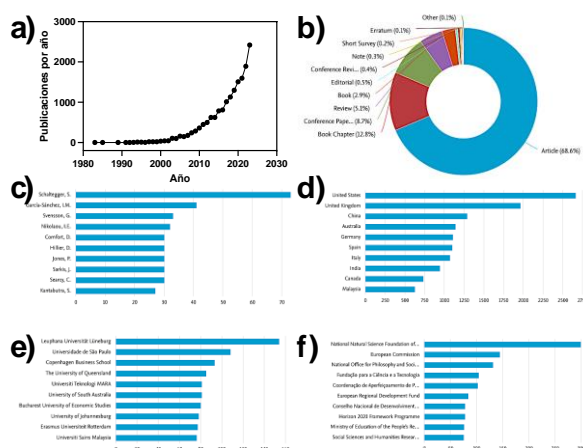 a)
3000
2000
1000
0
Publicaciones por año
1983
1993
2003
2010
2020
2030
Año
b)
Other (0.1%)
Erratum (0.1%)
Short Survey (0.2%)
Note (0.3%)
Conference Revi... (0.4%)
Editorial (0.5%)
Book (2.9%)
Review (5.2%)
Conference Pape... (8.7%)
Book Chapter (12.8%)
Article (68.6%)
c)
Schaltegger, S.
García-Sánchez, I.M.
Svensson, G.
Nikolaou, I.E.
Comfort, D.
Hillier, D.
Jones, P.
Sarkis, J.
Searcy, C.
Yuntakuins, S.
0 10 20 30 40 50 60 70
d)
United States
United Kingdom
China
Australia
Germany
Spain
Italy
India
Canada
Malaysia
0 250 500 750 1000 1250 1500 1750 2000 2250 2500
e)
Leuphana Universität Lüneburg
Universidade de São Paulo
Copenhagen Business School
The University of Queensland
Universiti Teknologi MARA
University of South Australia
Bucharest University of Economic Studies
University of Johannesburg
Erasmus Universiteit Rotterdam
Universiti Sains Malaysia
f)
National Natural Science Foundation of...
European Commission
National Office for Philosophy and Soci...
Fundação para a Ciência e a Tecnologia
Coordenação de Aperfeiçoamento de P...
European Regional Development Fund
Conselho Nacional de Desenvolvimento...
Horizon 2020 Framework Programme
Ministry of Education of the People's Re...
Social Sciences and Humanities Resear...